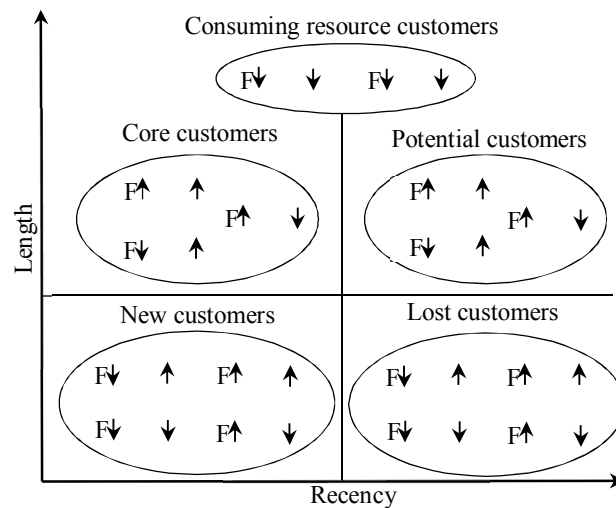 Consuming resource customers
F↓ ↓ F↓ ↓
Core customers
Potential customers
F↑ ↑
F↑ ↓
F↓ ↑
F↑ ↑
F↑ ↓
F↓ ↑
Length
New customers
Lost customers
F↓ ↑ F↑ ↑
F↓ ↓ F↑ ↓
F↓ ↑ F↑ ↑
F↓ ↓ F↑ ↓
Recency